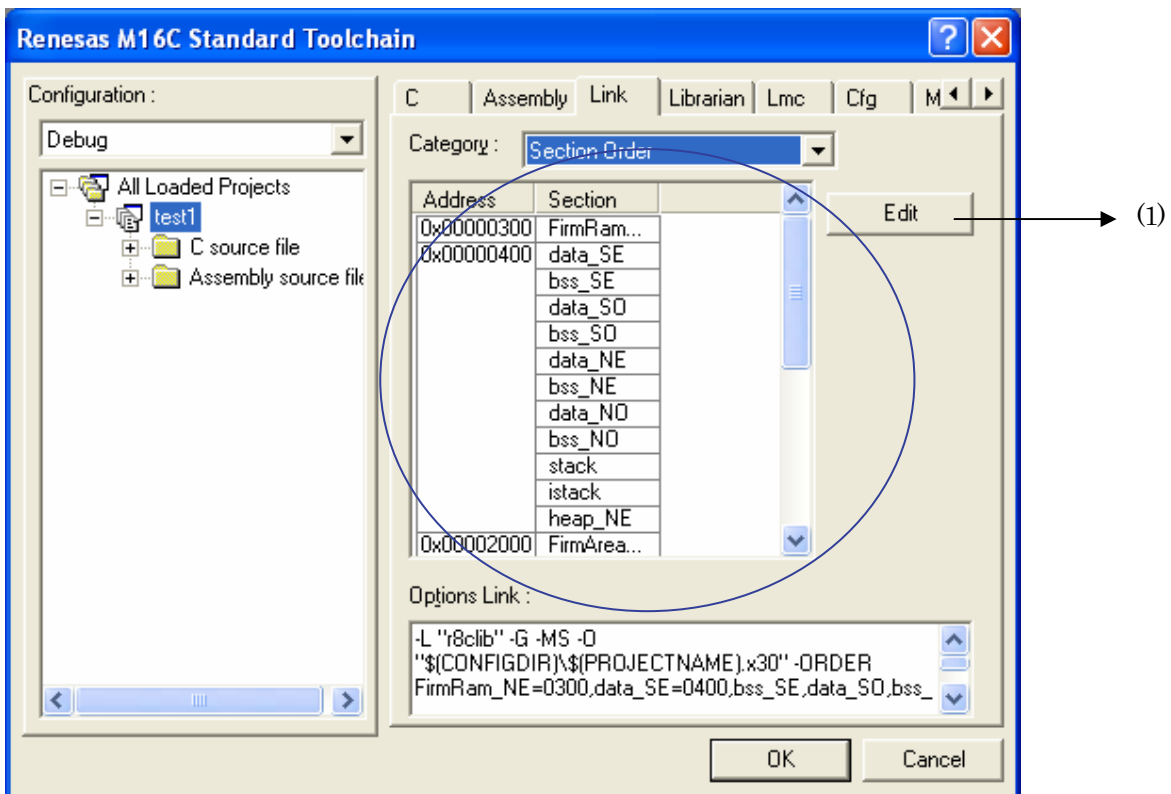 Renesas M16C Standard Toolchain
Configuration :
Debug
All Loaded Projects
test1
C source file
Assembly source file
C Assembly Link Librarian Lmc Cfg M
Category : Section Order
Address Section
0x00000300 FirmRam...
0x00000400 data_SE
bss_SE
data_SO
bss_SO
data_NE
bss_NE
data_NO
bss_NO
stack
istack
heap_NE
0x00002000 FirmArea...
Edit
(1)
Options Link :
-L "r8clib" -G -MS -O
"$(CONFIGDIR)\$(PROJECTNAME).x30" -ORDER
FirmRam_NE=0300,data_SE=0400,bss_SE,data_SO,bss_
OK Cancel